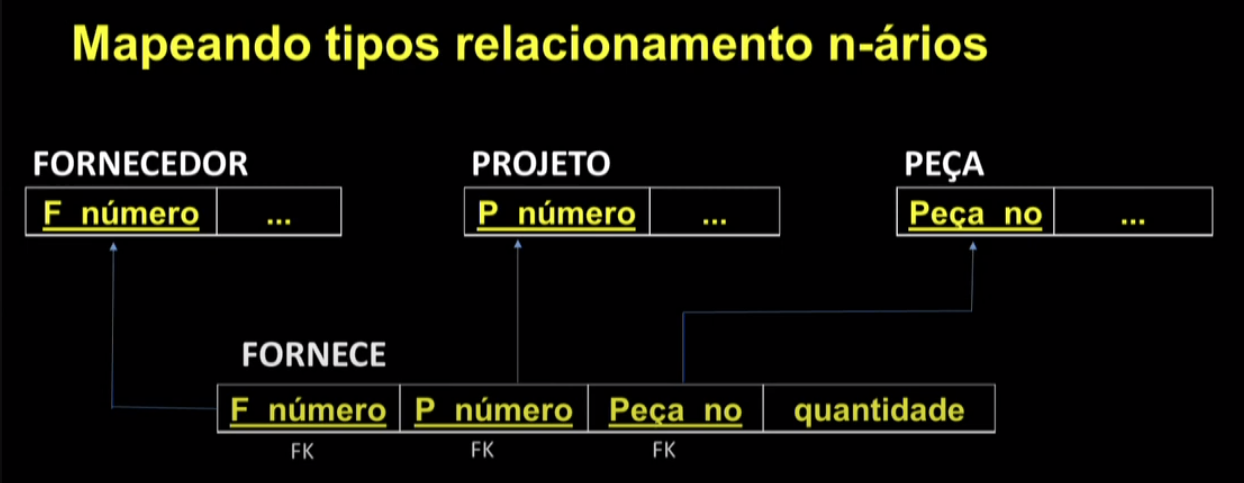 Mapeando tipos relacionamento n-ários
FORNECEDOR PROJETO PEÇA
F_número ... P_número ... Peça_no ...
FORNECE
F_número P_número Peça_no quantidade
FK FK FK